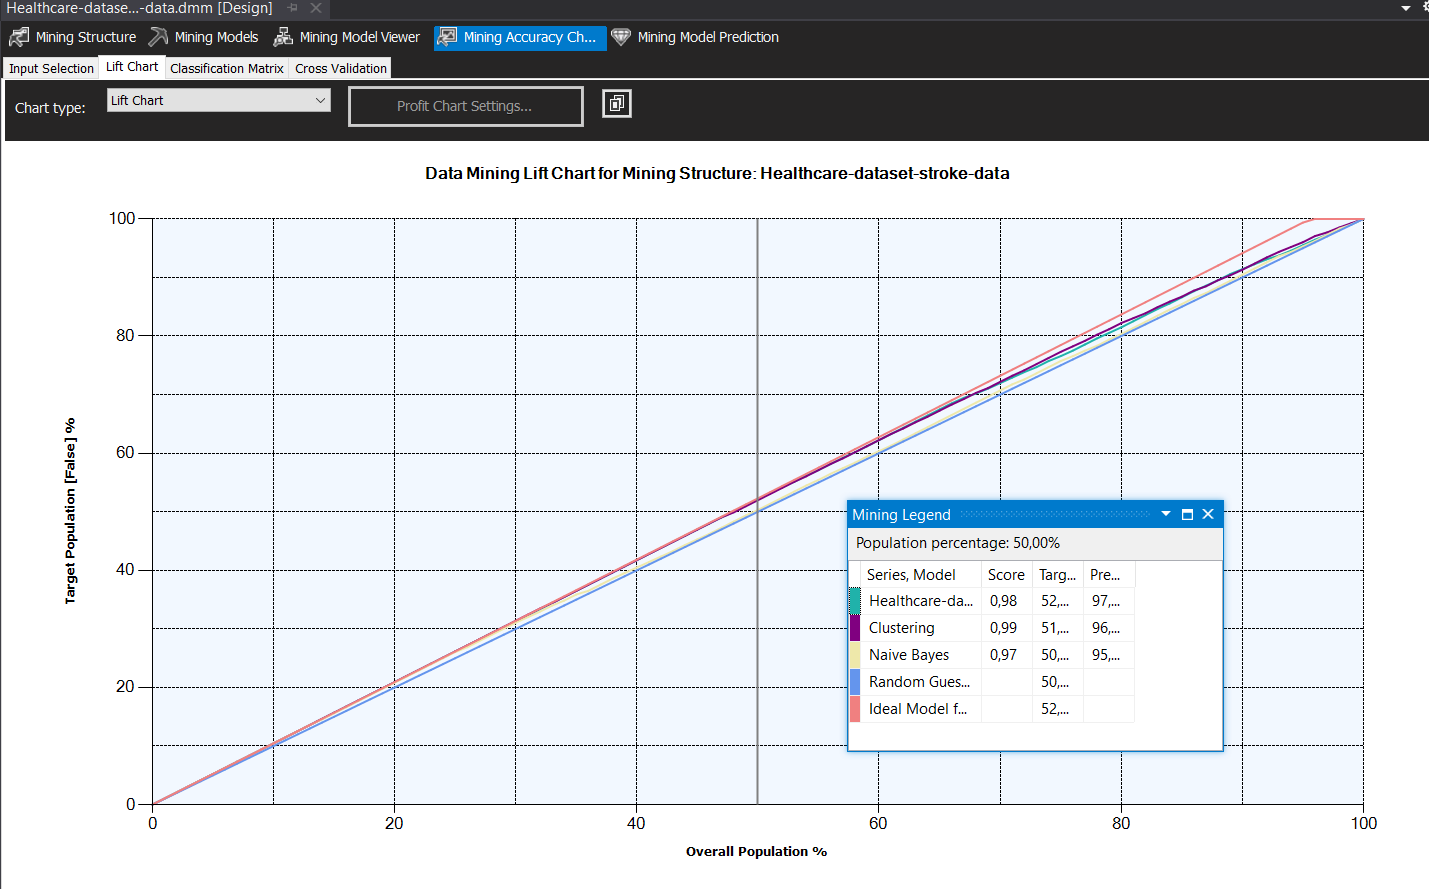 Healthcare-datase...-data.dmm [Design]
Mining Structure Mining Models Mining Model Viewer Mining Accuracy Ch... Mining Model Prediction
Input Selection Lift Chart Classification Matrix Cross Validation
Chart type: Lift Chart Profit Chart Settings...
Data Mining Lift Chart for Mining Structure: Healthcare-dataset-stroke-data
100
80
60
40
20
0
Target Population [False] %
0 20 40 60 80 100
Overall Population %
Mining Legend
Population percentage: 50,00%
Series, Model Score Targ... Pre...
Healthcare-da... 0,98 52,... 97,...
Clustering 0,99 51,... 96,...
Naive Bayes 0,97 50,... 95,...
Random Gues... 50,...
Ideal Model f... 52,...